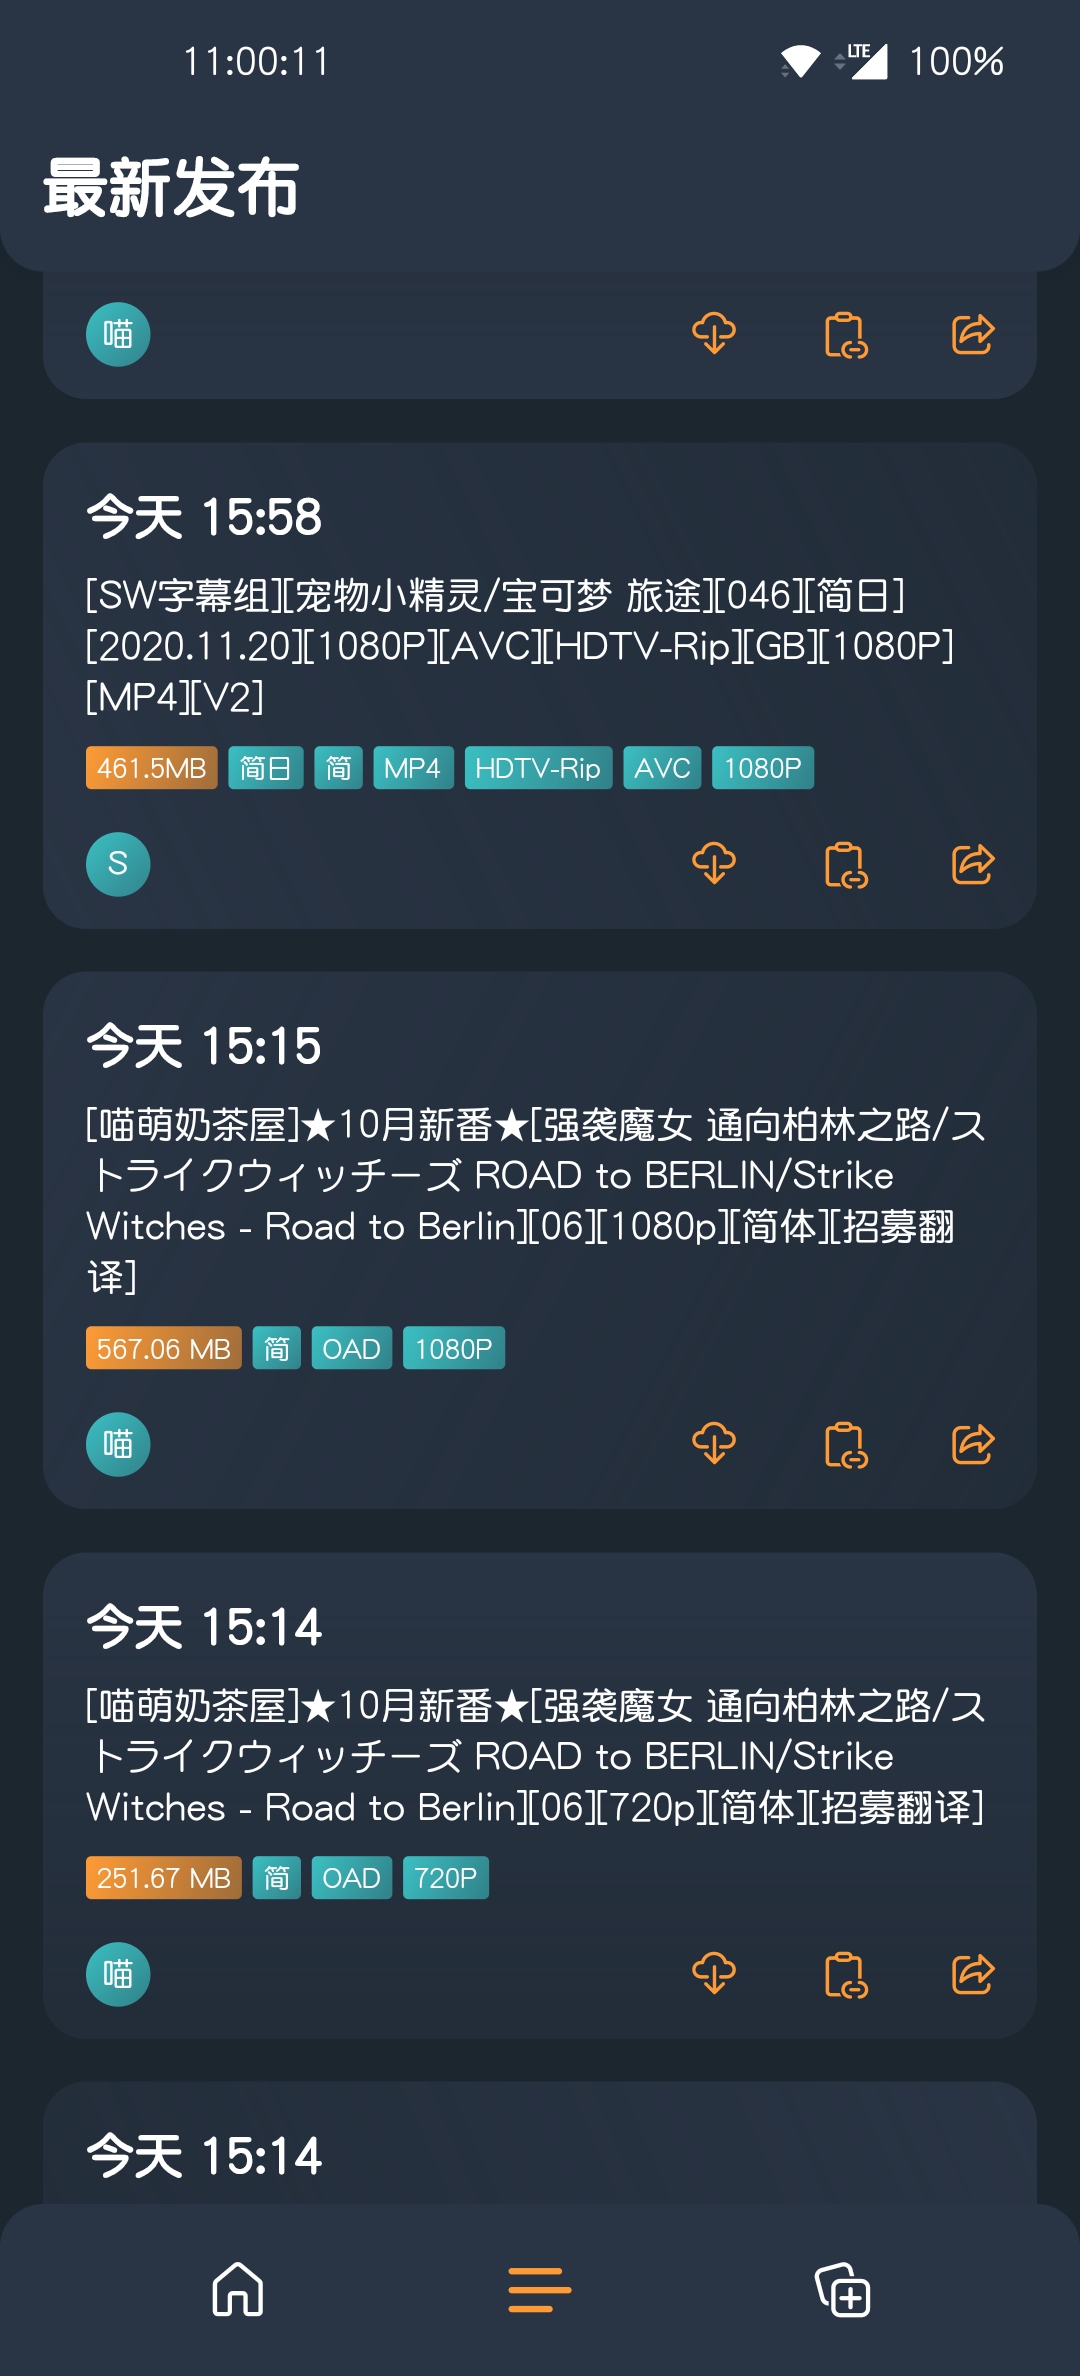 11:00:11 LTE 100%
最新发布
喵
今天 15:58
[SW字幕组][宠物小精灵/宝可梦 旅途][046][简日]
[2020.11.20][1080P][AVC][HDTV-Rip][GB][1080P]
[MP4][V2]
461.5MB 简日 简 MP4 HDTV-Rip AVC 1080P
S
今天 15:15
[喵萌奶茶屋]★10月新番★[强袭魔女 通向柏林之路/ス
トライクウィッチーズ ROAD to BERLIN/Strike
Witches - Road to Berlin][06][1080p][简体][招募翻
译]
567.06 MB 简 OAD 1080P
喵
今天 15:14
[喵萌奶茶屋]★10月新番★[强袭魔女 通向柏林之路/ス
トライクウィッチーズ ROAD to BERLIN/Strike
Witches - Road to Berlin][06][720p][简体][招募翻译]
251.67 MB 简 OAD 720P
喵
今天 15:14